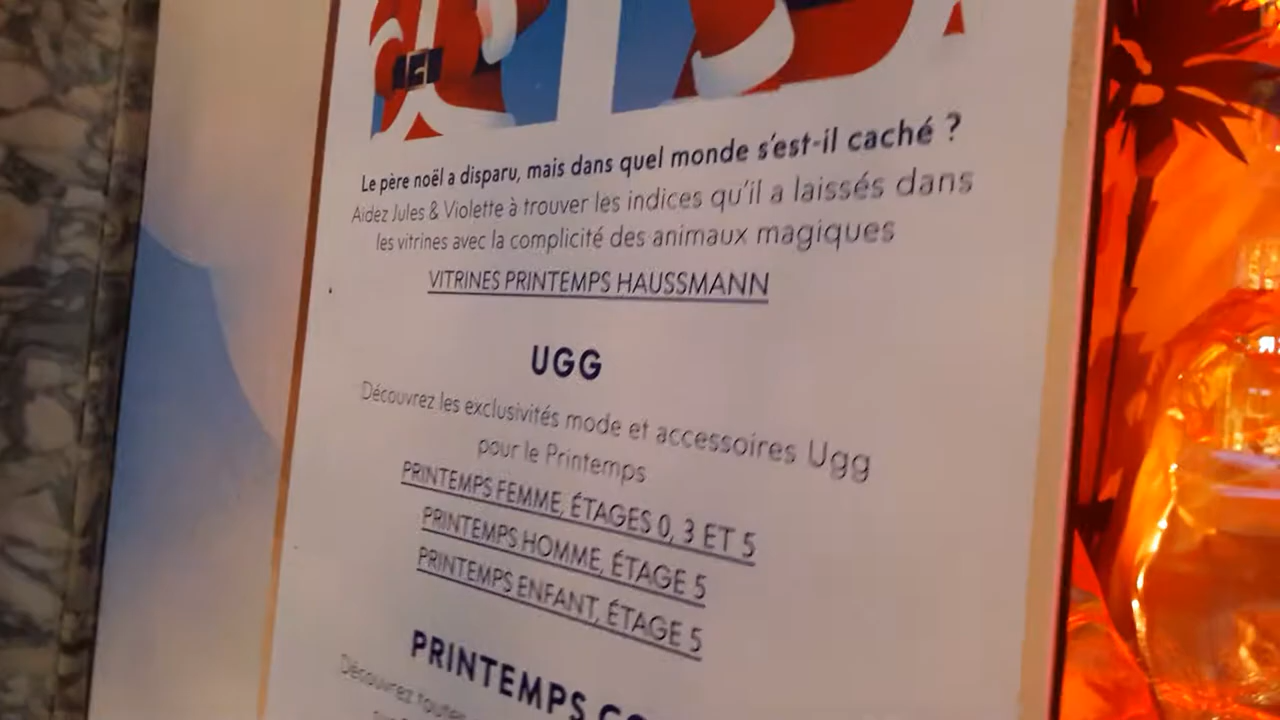 Le père noël a disparu, mais dans quel monde s'est-il caché ?
Aidez Jules & Violette à trouver les indices qu'il a laissés dans
les vitrines avec la complicité des animaux magiques
VITRINES PRINTEMPS HAUSSMANN
UGG
Découvrez les exclusivités mode et accessoires Ugg
pour le Printemps
PRINTEMPS FEMME, ÉTAGES 0, 3 ET 5
PRINTEMPS HOMME, ÉTAGE 5
PRINTEMPS ENFANT, ÉTAGE 5
PRINTEMPS
Découvrez toutes